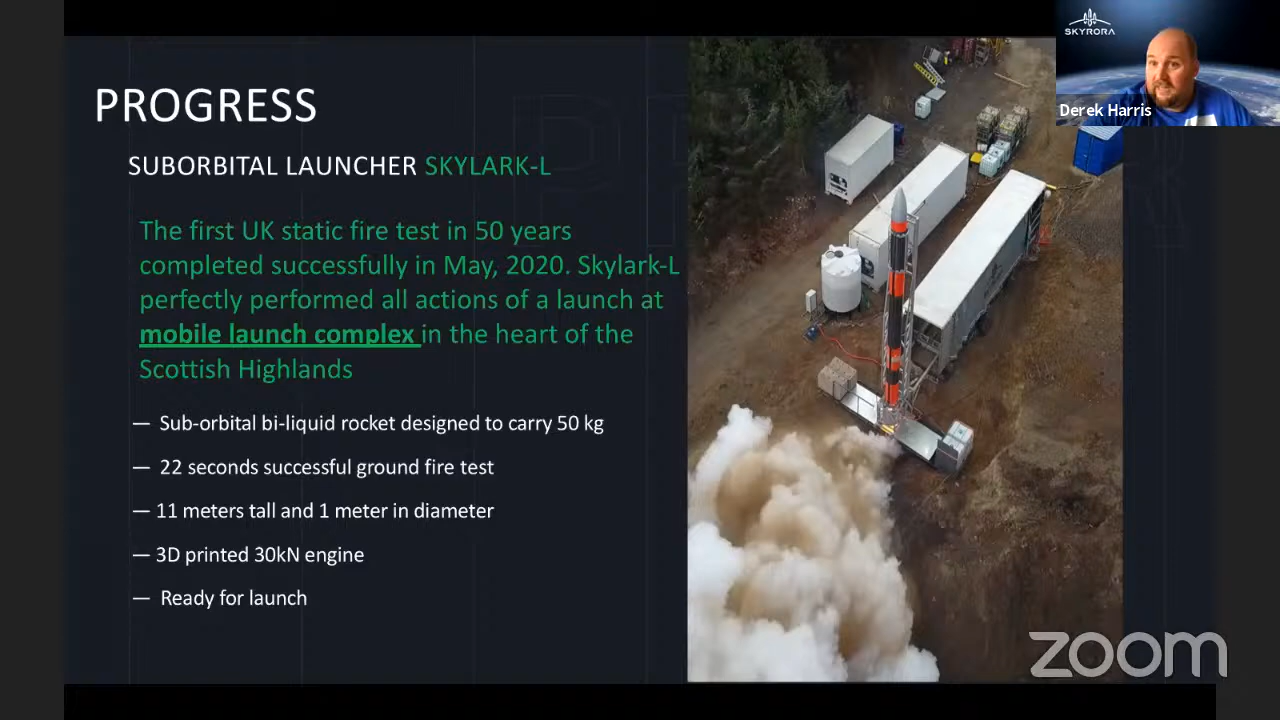 SKYRORA
Derek Harris
PROGRESS
SUBORBITAL LAUNCHER SKYLARK-L
The first UK static fire test in 50 years
completed successfully in May, 2020. Skylark-L
perfectly performed all actions of a launch at
mobile launch complex in the heart of the
Scottish Highlands
— Sub-orbital bi-liquid rocket designed to carry 50 kg
— 22 seconds successful ground fire test
— 11 meters tall and 1 meter in diameter
— 3D printed 30kN engine
— Ready for launch
zoom